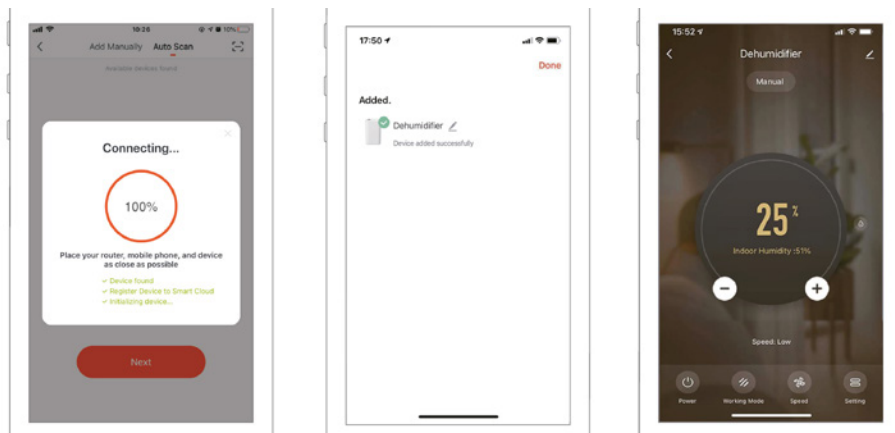 19:26
10%
Add Manually Auto Scan
Available devices found
Connecting...
100%
Place your router, mobile phone, and device
as close as possible
✓ Device found
✓ Register Device to Smart Cloud
✓ Initializing device...
Next
17:50
Done
Added.
Dehumidifier
Device added successfully
15:52
Dehumidifier
Manual
25%
Indoor Humidity :51%
Speed: Low
Power
Working Mode
Speed
Setting